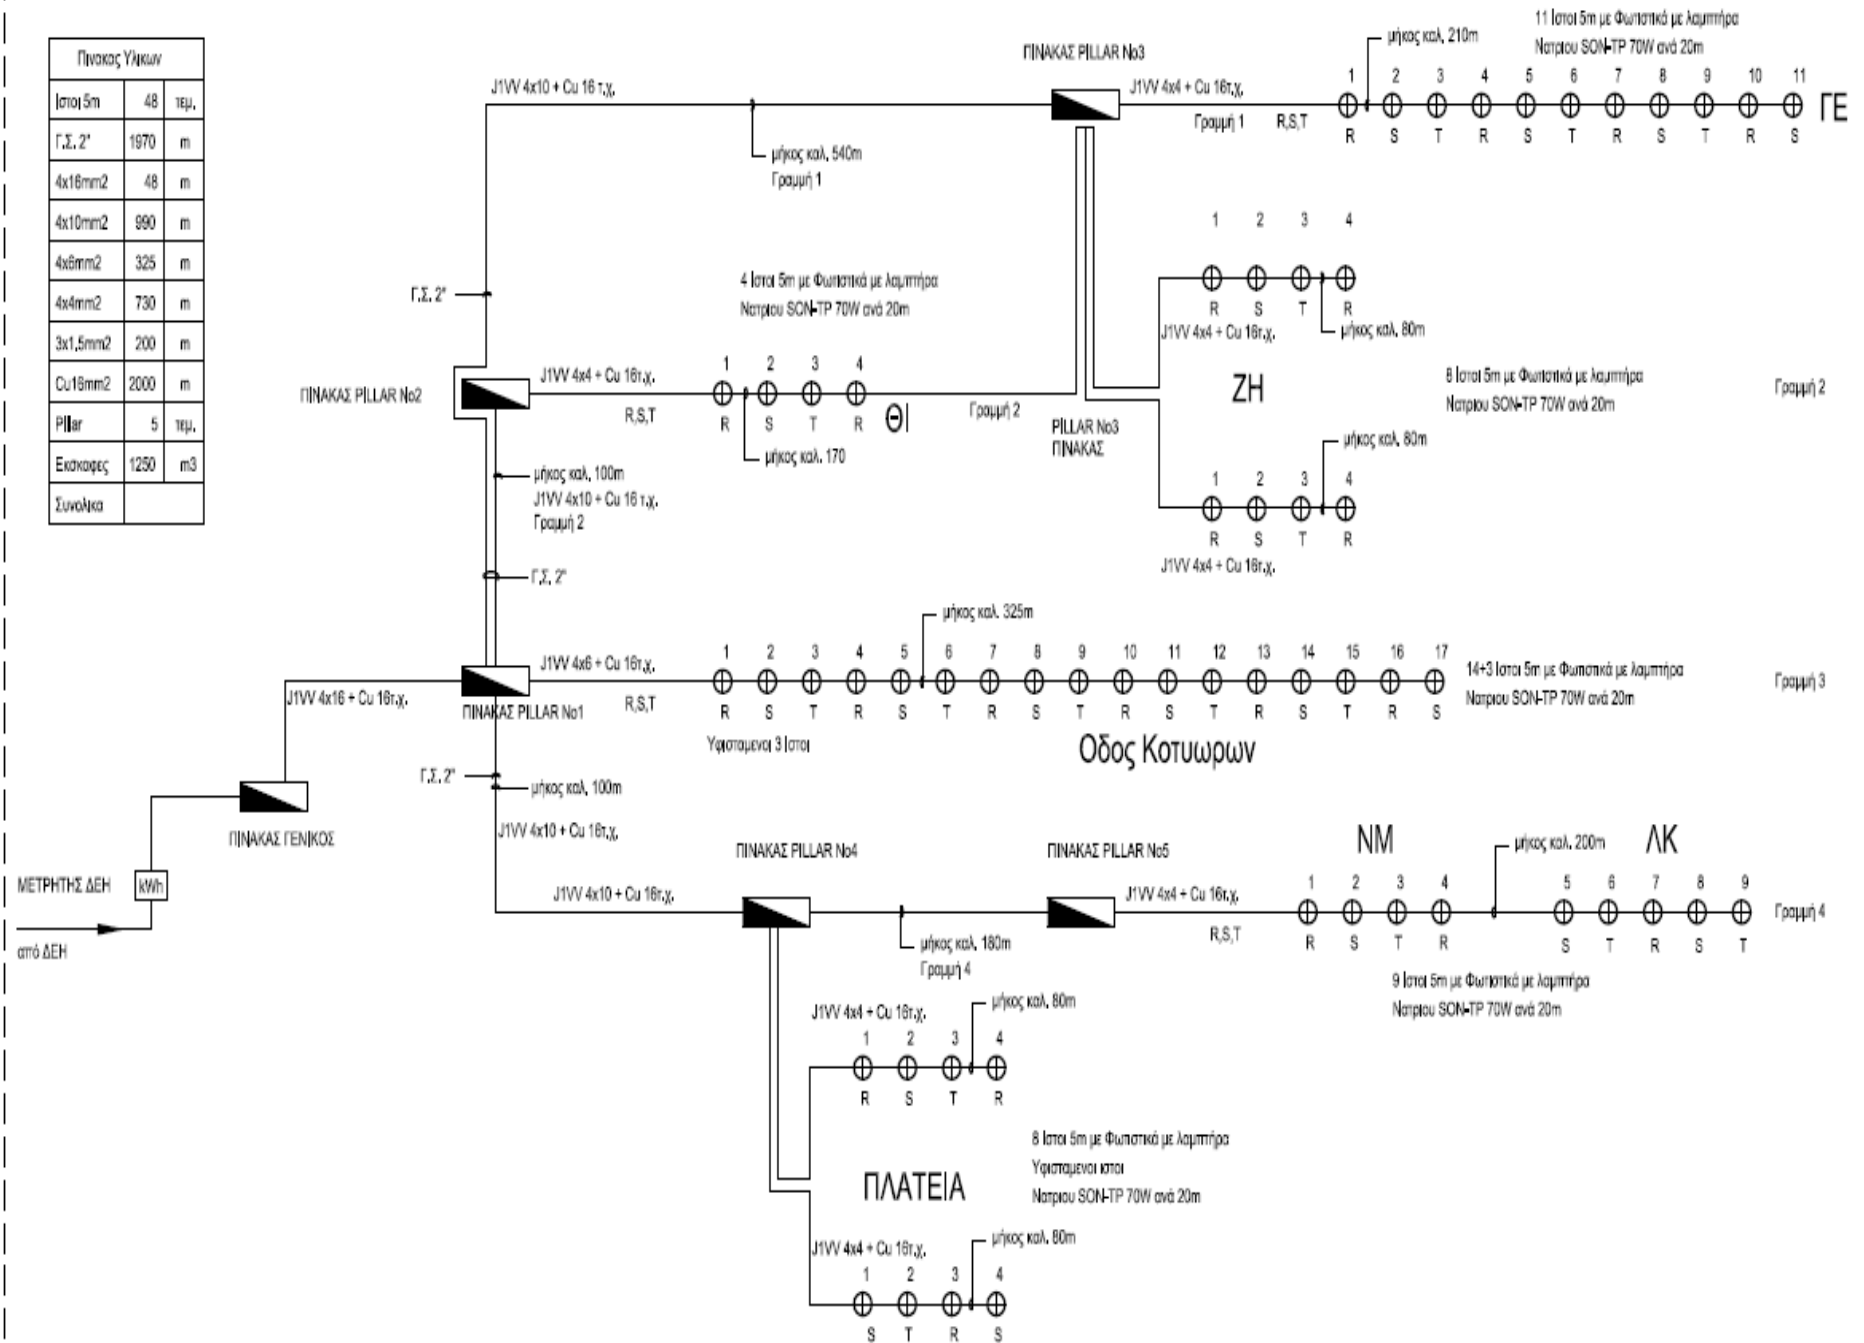 Πινακας Υλικων
Ιστοι 5m 48 τεμ.
Γ.Σ. 2" 1970 m
4x16mm2 48 m
4x10mm2 990 m
4x6mm2 325 m
4x4mm2 730 m
3x1,5mm2 200 m
Cu16mm2 2000 m
Pillar 5 τεμ.
Εκσκαφες 1250 m3
Συνολικα
ΠΙΝΑΚΑΣ PILLAR No3
J1VV 4x10 + Cu 16 τ.χ.
μήκος καλ. 540m
Γραμμή 1
J1VV 4x4 + Cu 16τ.χ.
Γραμμή 1 R,S,T
μήκος καλ. 210m
11 Ιστοι 5m με Φωτιστικά με λαμπτήρα
Νατριου SON-TP 70W ανά 20m
1 2 3 4 5 6 7 8 9 10 11
R S T R S T R S T R S
ΓΕ
Γ.Σ. 2"
4 Ιστοι 5m με Φωτιστικά με λαμπτήρα
Νατριου SON-TP 70W ανά 20m
ΠΙΝΑΚΑΣ PILLAR No2
J1VV 4x4 + Cu 16τ.χ.
R,S,T
1 2 3 4
R S T R
ΘΙ
μήκος καλ. 170
Γραμμή 2
PILLAR No3
ΠΙΝΑΚΑΣ
1 2 3 4
R S T R
J1VV 4x4 + Cu 16τ.χ.
μήκος καλ. 80m
ΖΗ
8 Ιστοι 5m με Φωτιστικά με λαμπτήρα
Νατριου SON-TP 70W ανά 20m
Γραμμή 2
μήκος καλ. 80m
1 2 3 4
R S T R
J1VV 4x4 + Cu 16τ.χ.
μήκος καλ. 100m
J1VV 4x10 + Cu 16 τ.χ.
Γραμμή 2
Γ.Σ. 2"
J1VV 4x16 + Cu 16τ.χ.
ΠΙΝΑΚΑΣ PILLAR No1
J1VV 4x6 + Cu 16τ.χ.
R,S,T
μήκος καλ. 325m
1 2 3 4 5 6 7 8 9 10 11 12 13 14 15 16 17
R S T R S T R S T R S T R S T R S
14+3 Ιστοι 5m με Φωτιστικά με λαμπτήρα
Νατριου SON-TP 70W ανά 20m
Γραμμή 3
Υφισταμενοι 3 Ιστοι
Οδος Κοτυωρων
Γ.Σ. 2"
μήκος καλ. 100m
J1VV 4x10 + Cu 16τ.χ.
ΠΙΝΑΚΑΣ ΓΕΝΙΚΟΣ
ΜΕΤΡΗΤΗΣ ΔΕΗ
kWh
από ΔΕΗ
J1VV 4x10 + Cu 16τ.χ.
ΠΙΝΑΚΑΣ PILLAR No4
ΠΙΝΑΚΑΣ PILLAR No5
μήκος καλ. 180m
Γραμμή 4
J1VV 4x4 + Cu 16τ.χ.
R,S,T
ΝΜ
μήκος καλ. 200m
ΛΚ
1 2 3 4 5 6 7 8 9
R S T R S T R S T
Γραμμή 4
9 Ιστοι 5m με Φωτιστικά με λαμπτήρα
Νατριου SON-TP 70W ανά 20m
J1VV 4x4 + Cu 16τ.χ.
μήκος καλ. 80m
1 2 3 4
R S T R
ΠΛΑΤΕΙΑ
8 Ιστοι 5m με Φωτιστικά με λαμπτήρα
Υφισταμενοι ιστοι
Νατριου SON-TP 70W ανά 20m
J1VV 4x4 + Cu 16τ.χ.
μήκος καλ. 80m
1 2 3 4
S T R S